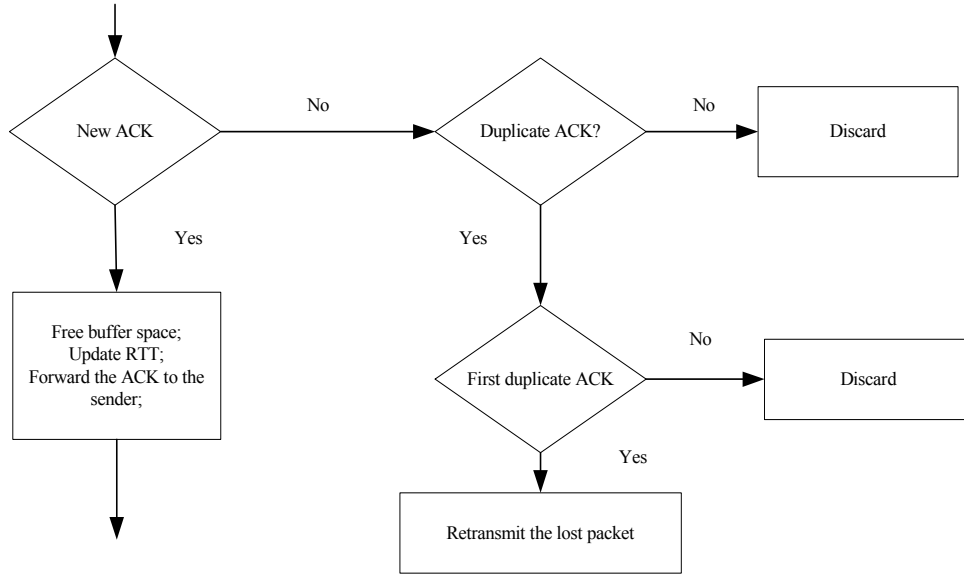 New ACK
No
Duplicate ACK?
No
Discard
Yes
Yes
Free buffer space;
Update RTT;
Forward the ACK to the
sender;
First duplicate ACK
No
Discard
Yes
Retransmit the lost packet